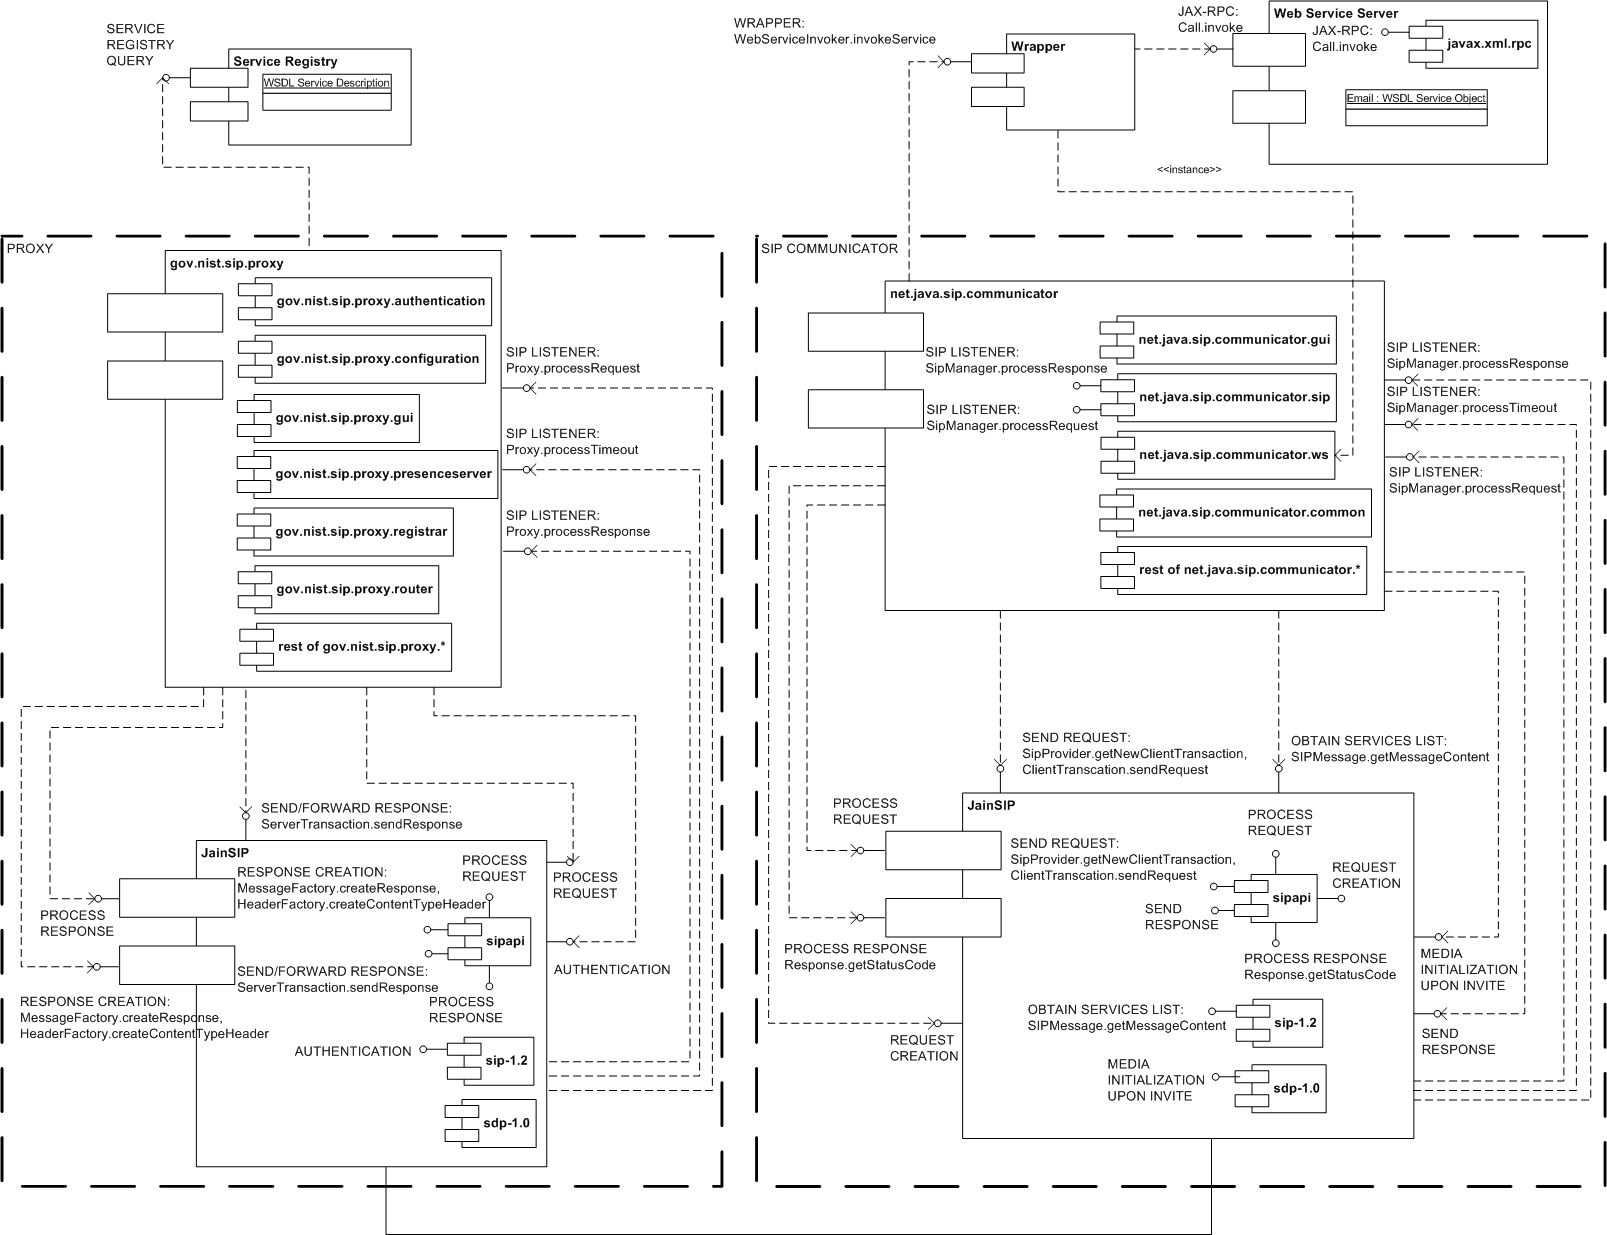 SERVICE
REGISTRY
QUERY
Service Registry
WSDL Service Description
WRAPPER:
WebServiceInvoker.invokeService
Wrapper
JAX-RPC:
Call.invoke
Web Service Server
JAX-RPC:
Call.invoke
javax.xml.rpc
Email : WSDL Service Object
<<instance>>
PROXY
gov.nist.sip.proxy
gov.nist.sip.proxy.authentication
gov.nist.sip.proxy.configuration
gov.nist.sip.proxy.gui
gov.nist.sip.proxy.presenceserver
gov.nist.sip.proxy.registrar
gov.nist.sip.proxy.router
rest of gov.nist.sip.proxy.*
SIP LISTENER:
Proxy.processRequest
SIP LISTENER:
Proxy.processTimeout
SIP LISTENER:
Proxy.processResponse
SEND/FORWARD RESPONSE:
ServerTransaction.sendResponse
JainSIP
RESPONSE CREATION:
MessageFactory.createResponse,
HeaderFactory.createContentTypeHeader
PROCESS
REQUEST
PROCESS
REQUEST
PROCESS
RESPONSE
sipapi
AUTHENTICATION
SEND/FORWARD RESPONSE:
ServerTransaction.sendResponse
PROCESS
RESPONSE
RESPONSE CREATION:
MessageFactory.createResponse,
HeaderFactory.createContentTypeHeader
AUTHENTICATION
sip-1.2
sdp-1.0
SIP COMMUNICATOR
net.java.sip.communicator
SIP LISTENER:
SipManager.processResponse
SIP LISTENER:
SipManager.processRequest
net.java.sip.communicator.gui
net.java.sip.communicator.sip
net.java.sip.communicator.ws
net.java.sip.communicator.common
rest of net.java.sip.communicator.*
SIP LISTENER:
SipManager.processResponse
SIP LISTENER:
SipManager.processTimeout
SIP LISTENER:
SipManager.processRequest
SEND REQUEST:
SipProvider.getNewClientTransaction,
ClientTranscation.sendRequest
OBTAIN SERVICES LIST:
SIPMessage.getMessageContent
PROCESS
REQUEST
JainSIP
SEND REQUEST:
SipProvider.getNewClientTransaction,
ClientTranscation.sendRequest
PROCESS
REQUEST
REQUEST
CREATION
sipapi
SEND
RESPONSE
PROCESS RESPONSE
Response.getStatusCode
PROCESS RESPONSE
Response.getStatusCode
MEDIA
INITIALIZATION
UPON INVITE
OBTAIN SERVICES LIST:
SIPMessage.getMessageContent
sip-1.2
REQUEST
CREATION
SEND
RESPONSE
MEDIA
INITIALIZATION
UPON INVITE
sdp-1.0